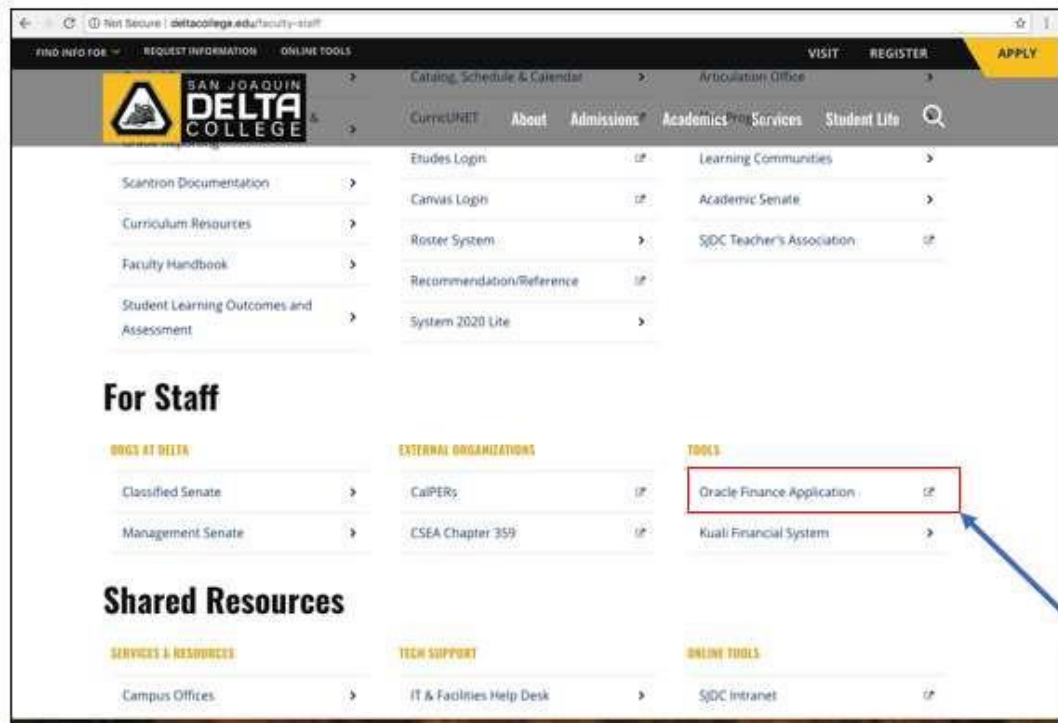 Not Secure | deltacollege.edu/faculty-staff
FIND INFO FOR REQUEST INFORMATION ONLINE TOOLS VISIT REGISTER APPLY
SAN JOAQUIN
DELTA
COLLEGE
About Admissions Academics Services Student Life
Catalog, Schedule & Calendar
Articulation Office
CurricUNET
Etudes Login
Learning Communities
Scantron Documentation
Canvas Login
Academic Senate
Curriculum Resources
Roster System
SJDC Teacher's Association
Faculty Handbook
Recommendation/Reference
Student Learning Outcomes and
Assessment
System 2020 Lite
For Staff
ORGS AT DELTA
EXTERNAL ORGANIZATIONS
TOOLS
Classified Senate
CalPERs
Oracle Finance Application
Management Senate
CSEA Chapter 359
Kuali Financial System
Shared Resources
SERVICES & RESOURCES
TECH SUPPORT
ONLINE TOOLS
Campus Offices
IT & Facilities Help Desk
SJDC Intranet